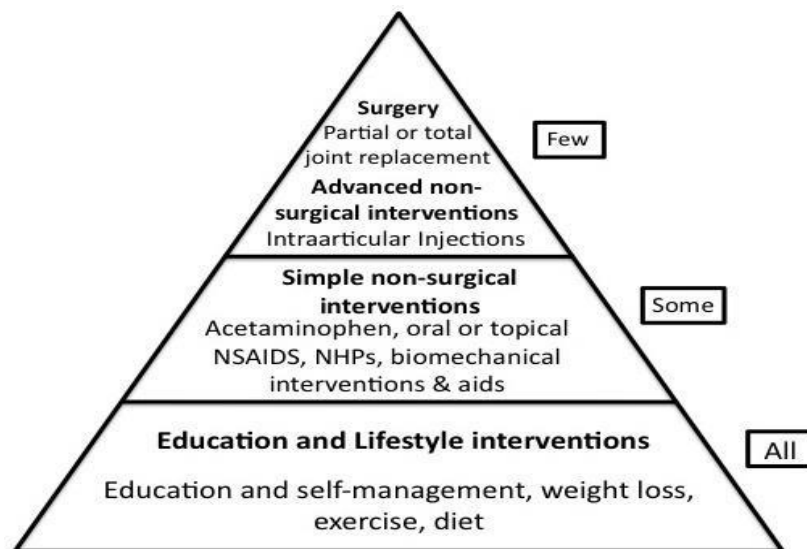 Surgery
Partial or total
joint replacement
Few
Advanced non-
surgical interventions
Intraarticular Injections
Simple non-surgical
interventions
Some
Acetaminophen, oral or topical
NSAIDS, NHPs, biomechanical
interventions & aids
Education and Lifestyle interventions
All
Education and self-management, weight loss,
exercise, diet